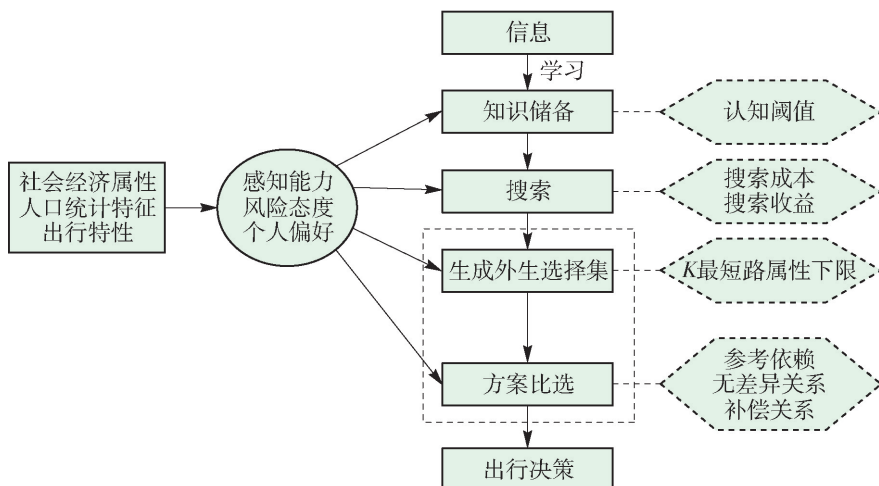 信息
学习
知识储备
认知阈值
社会经济属性
人口统计特征
出行特性
感知能力
风险态度
个人偏好
搜索
搜索成本
搜索收益
生成外生选择集
K最短路属性下限
方案比选
参考依赖
无差异关系
补偿关系
出行决策